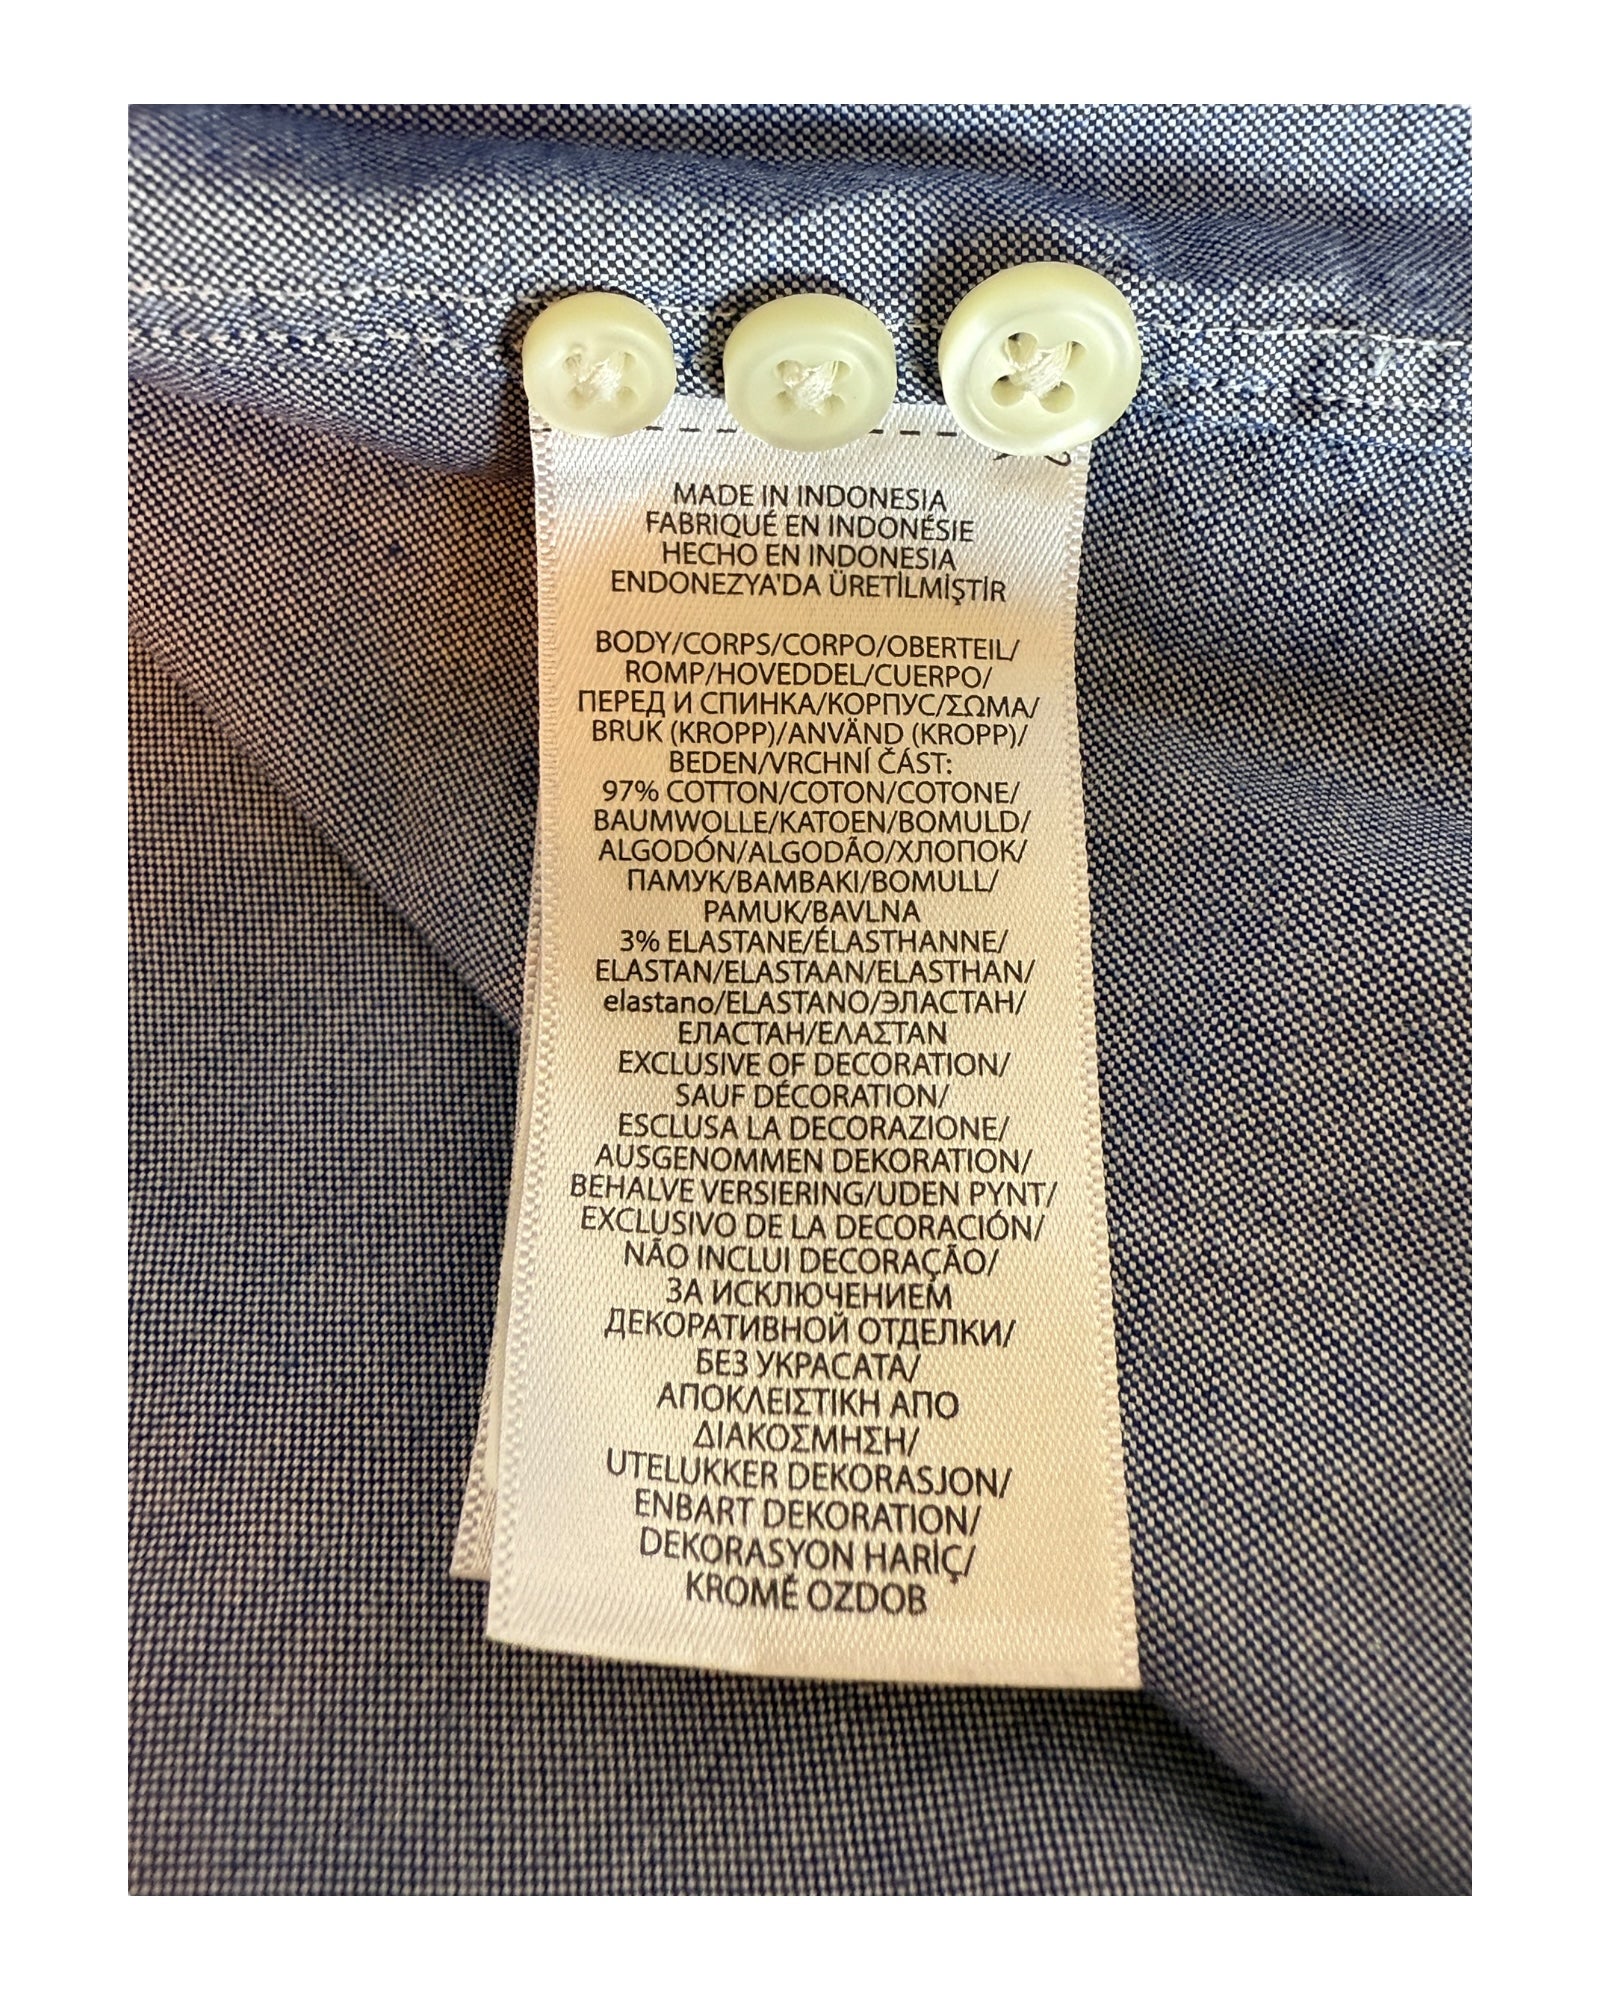 MADE IN INDONESIA
FABRIQUÉ EN INDONÉSIE
HECHO EN INDONESIA
ENDONEZYA'DA ÜRETİLMİŞTİR
BODY/CORPS/CORPO/OBERTEIL/
ROMP/HOVEDDEL/CUERPO/
ПЕРЕД И СПИНКА/КОРПУС/ΣΩΜΑ/
BRUK (KROPP)/ANVÄND (KROPP)/
BEDEN/VRCHNÍ ČÁST:
97% COTTON/COTON/COTONE/
BAUMWOLLE/KATOEN/BOMULD/
ALGODÓN/ALGODÃO/ХЛОПОК/
ПАМУК/ΒΑΜΒΑΚΙ/BOMULL/
PAMUK/BAVLNA
3% ELASTANE/ÉLASTHANNE/
ELASTAN/ELASTAAN/ELASTHAN/
elastano/ELASTANO/ЭЛАСТАН/
ЕЛАСТАН/ΕΛΑΣΤΑΝ
EXCLUSIVE OF DECORATION/
SAUF DÉCORATION/
ESCLUSA LA DECORAZIONE/
AUSGENOMMEN DEKORATION/
BEHALVE VERSIERING/UDEN PYNT/
EXCLUSIVO DE LA DECORACIÓN/
NÃO INCLUI DECORAÇÃO/
ЗА ИСКЛЮЧЕНИЕМ
ДЕКОРАТИВНОЙ ОТДЕЛКИ/
БЕЗ УКРАСАТА/
ΑΠΟΚΛΕΙΣΤΙΚΗ ΑΠΟ
ΔΙΑΚΟΣΜΗΣΗ/
UTELUKKER DEKORASJON/
ENBART DEKORATION/
DEKORASYON HARİÇ/
KROMÉ OZDOB